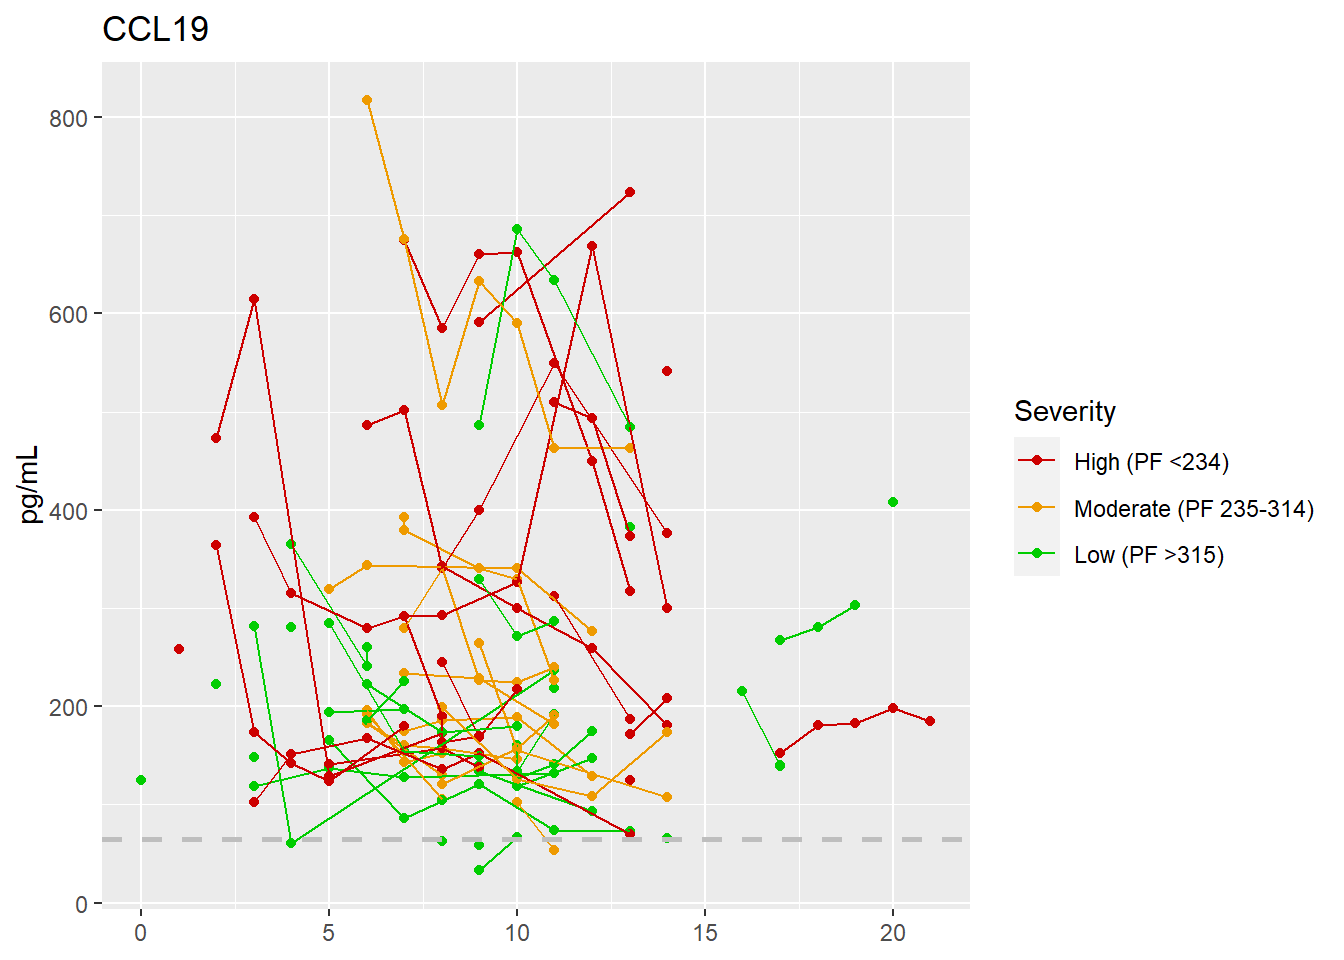 CCL19
800
600
400
200
0
pg/mL
0 5 10 15 20
Severity
High (PF <234)
Moderate (PF 235-314)
Low (PF >315)